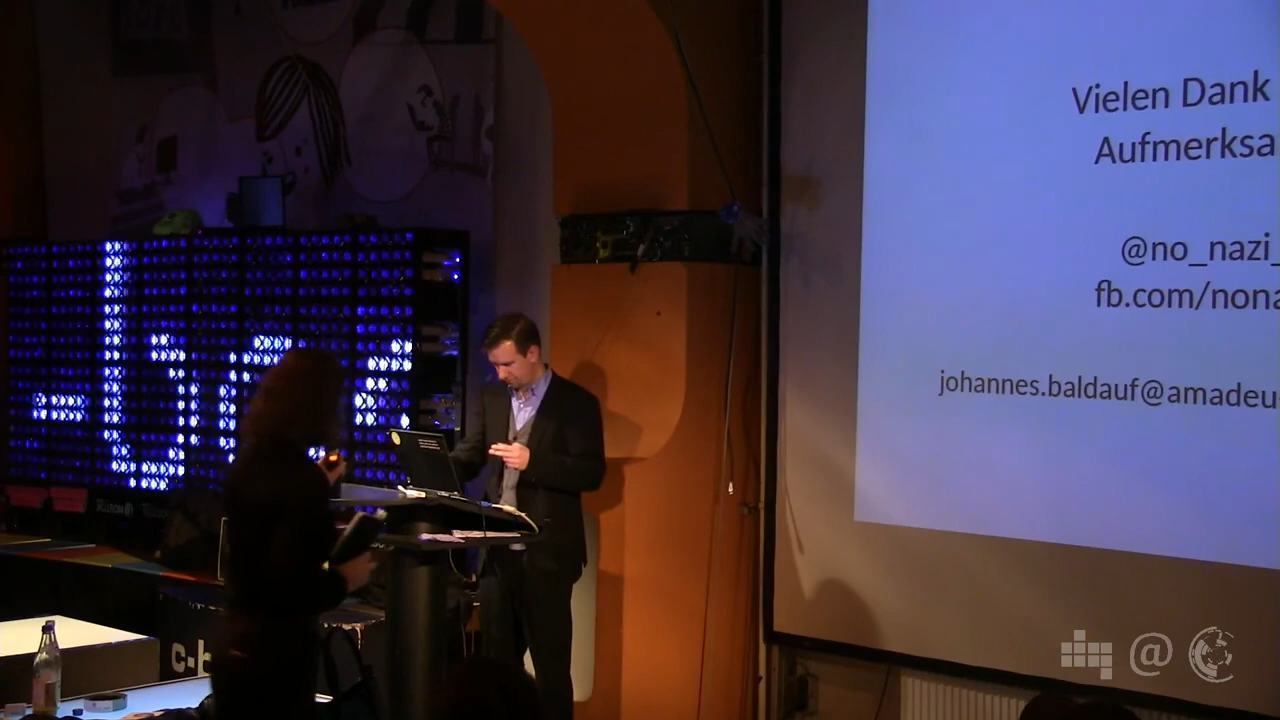 Vielen Dank
Aufmerksa
@no_nazi_
fb.com/nona
johannes.baldauf@amadeu-
c-b